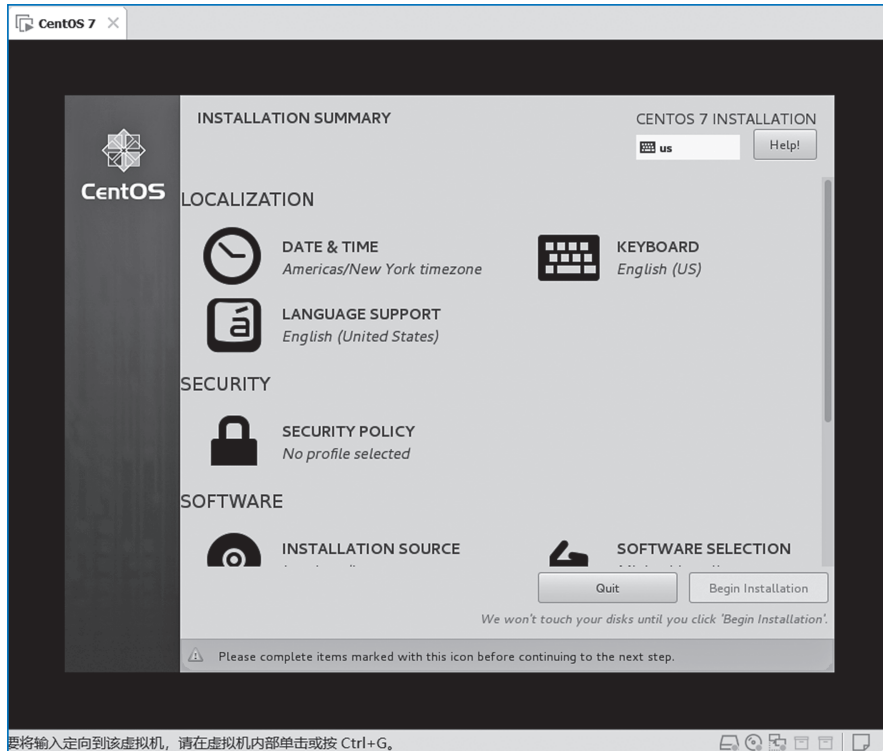 CentOS 7
INSTALLATION SUMMARY
CENTOS 7 INSTALLATION
us
Help!
CentOS
LOCALIZATION
DATE & TIME
Americas/New York timezone
KEYBOARD
English (US)
á
LANGUAGE SUPPORT
English (United States)
SECURITY
SECURITY POLICY
No profile selected
SOFTWARE
INSTALLATION SOURCE
SOFTWARE SELECTION
Quit
Begin Installation
We won't touch your disks until you click 'Begin Installation'.
Please complete items marked with this icon before continuing to the next step.
要将输入定向到该虚拟机，请在虚拟机内部单击或按 Ctrl+G。